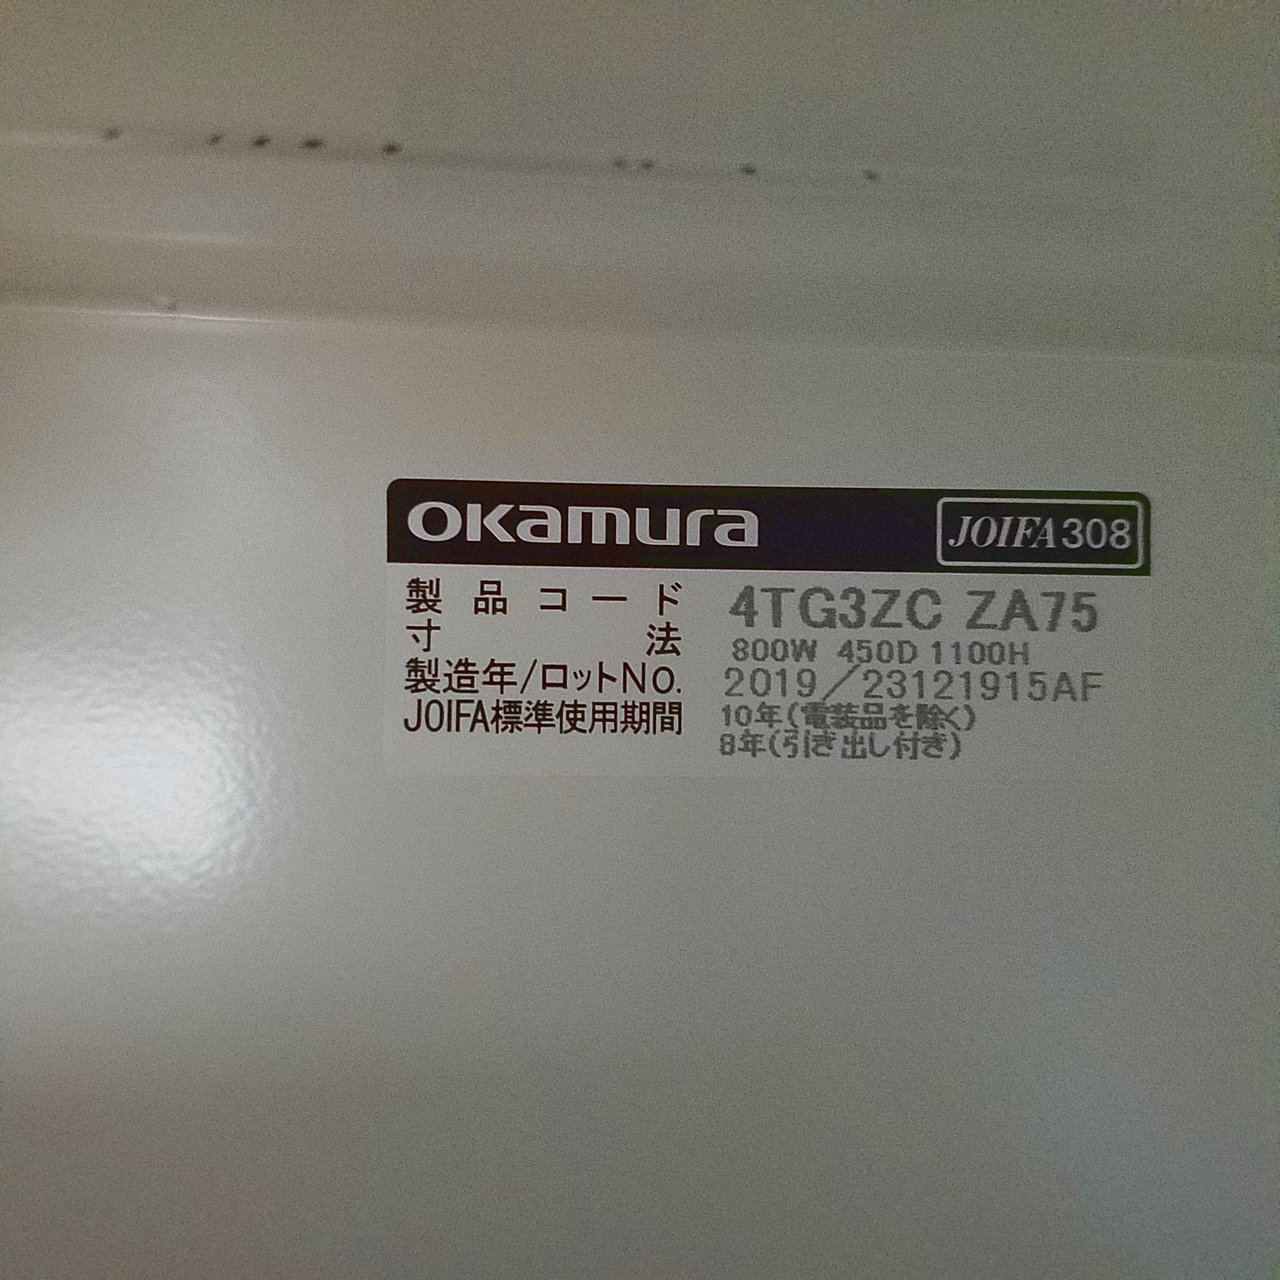 OKamura JOIFA308
製品コード 4TG3ZC ZA75
寸法 800W 450D 1100H
製造年/ロットNo. 2019/23121915AF
JOIFA標準使用期間 10年(電装品を除く)
8年(引き出し付き)